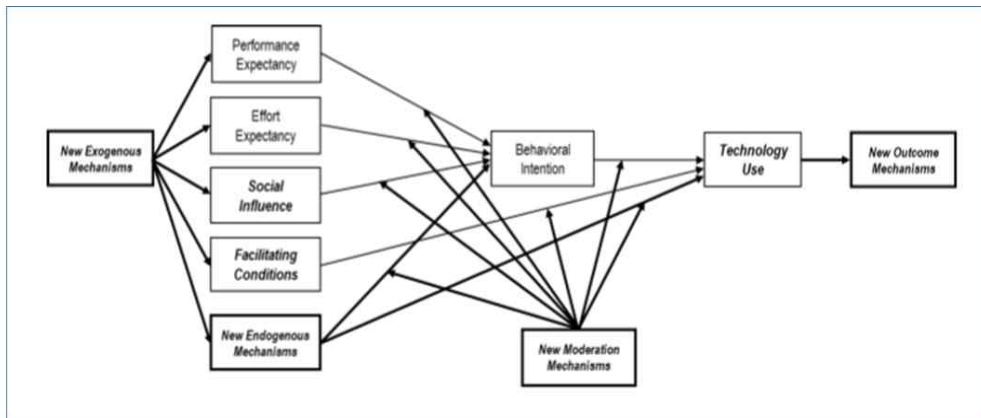 Performance
Expectancy
Effort
Expectancy
New Exogenous
Mechanisms
Social
Influence
Facilitating
Conditions
New Endogenous
Mechanisms
Behavioral
Intention
Technology
Use
New Outcome
Mechanisms
New Moderation
Mechanisms